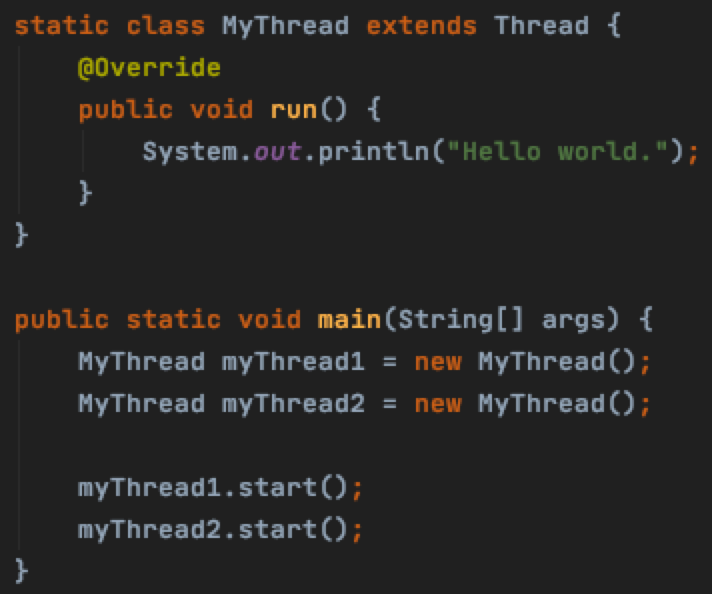 static class MyThread extends Thread {
@Override
public void run() {
System.out.println("Hello world.");
}
}
public static void main(String[] args) {
MyThread myThread1 = new MyThread();
MyThread myThread2 = new MyThread();
myThread1.start();
myThread2.start();
}